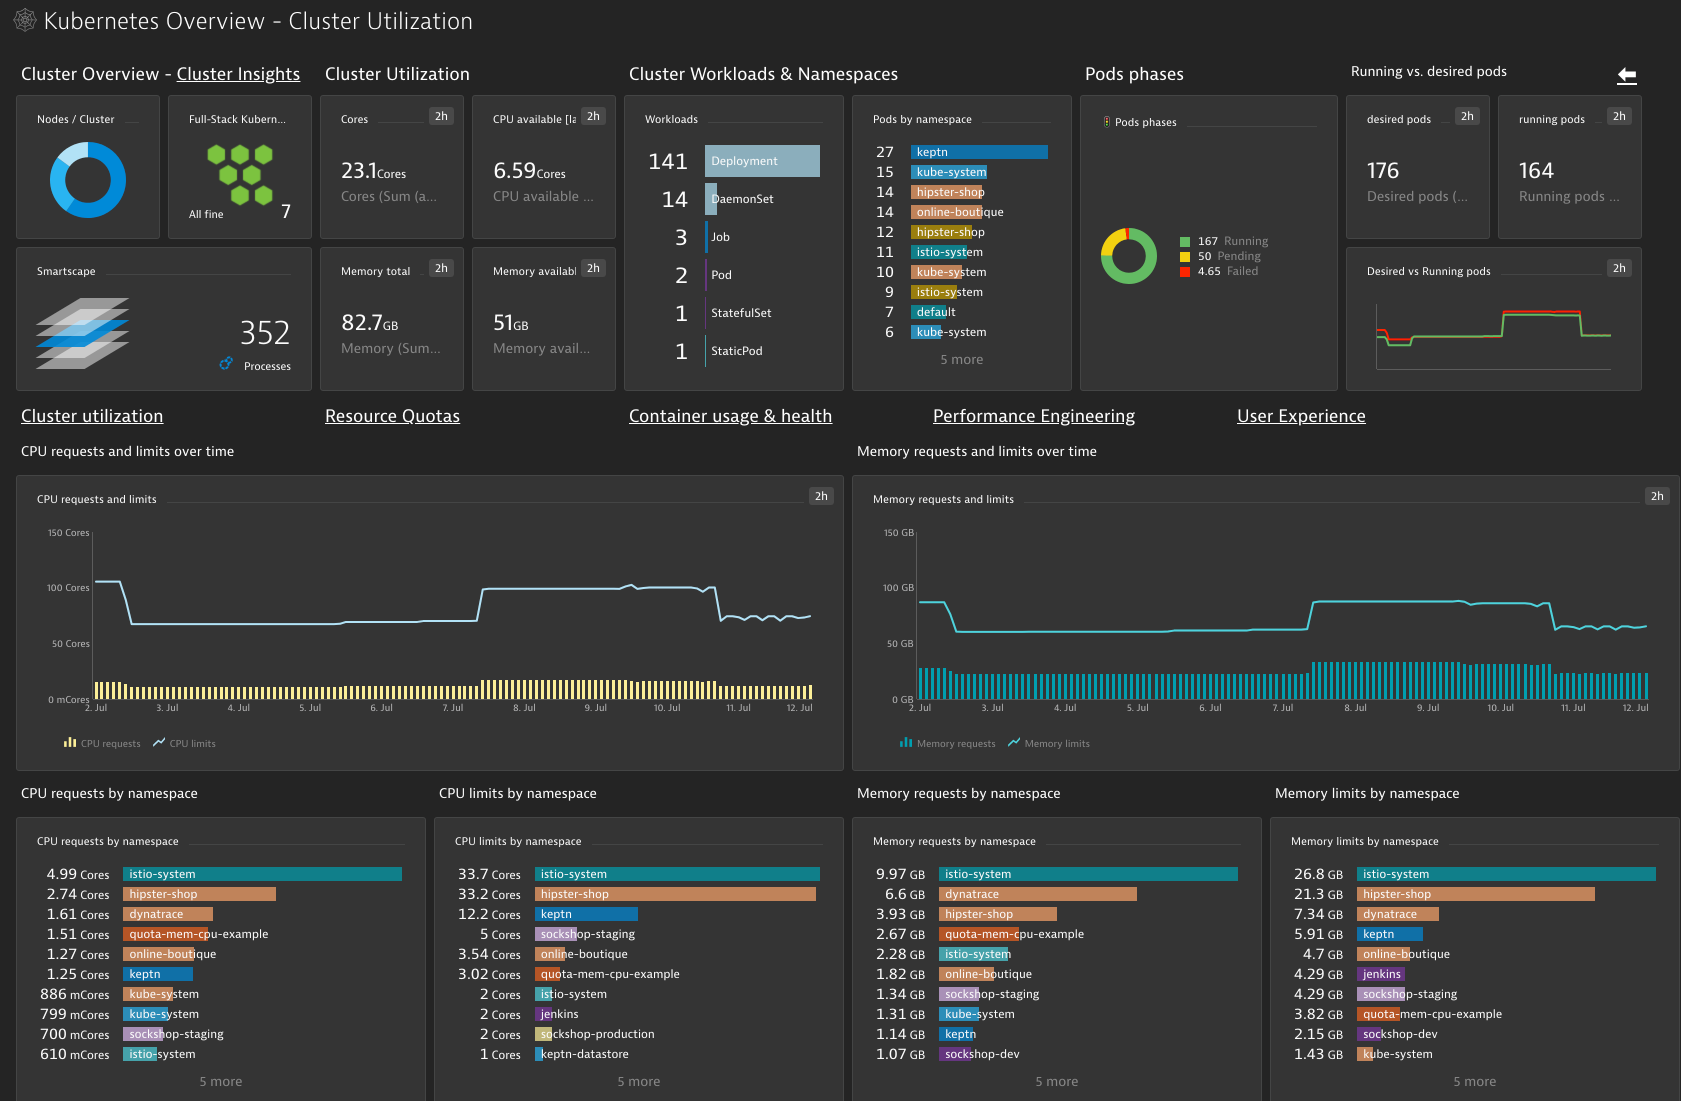 Kubernetes Overview - Cluster Utilization
Cluster Overview - Cluster Insights
Cluster Utilization
Cluster Workloads & Namespaces
Pods phases
Running vs. desired pods
Nodes / Cluster
Full-Stack Kubern...
All fine
7
Cores
2h
23.1Cores
Cores (Sum (a...
CPU available [la
2h
6.59Cores
CPU available ...
Workloads
141 Deployment
14 DaemonSet
3 Job
2 Pod
1 StatefulSet
1 StaticPod
Pods by namespace
27 keptn
15 kube-system
14 hipster-shop
14 online-boutique
12 hipster-shop
11 istio-system
10 kube-system
9 istio-system
7 default
6 kube-system
5 more
Pods phases
167 Running
50 Pending
4.65 Failed
desired pods
2h
176
Desired pods (...
running pods
2h
164
Running pods ...
Smartscape
352
Processes
Memory total
2h
82.7GB
Memory (Sum...
Memory availabl
2h
51GB
Memory avail...
Desired vs Running pods
2h
Cluster utilization
Resource Quotas
Container usage & health
Performance Engineering
User Experience
CPU requests and limits over time
CPU requests and limits
2h
150 Cores
100 Cores
50 Cores
0 mCores
2. Jul 3. Jul 4. Jul 5. Jul 6. Jul 7. Jul 8. Jul 9. Jul 10. Jul 11. Jul 12. Jul
CPU requests CPU limits
Memory requests and limits over time
Memory requests and limits
2h
150 GB
100 GB
50 GB
0 GB
2. Jul 3. Jul 4. Jul 5. Jul 6. Jul 7. Jul 8. Jul 9. Jul 10. Jul 11. Jul 12. Jul
Memory requests Memory limits
CPU requests by namespace
CPU requests by namespace
4.99 Cores istio-system
2.74 Cores hipster-shop
1.61 Cores dynatrace
1.51 Cores quota-mem-cpu-example
1.27 Cores online-boutique
1.25 Cores keptn
886 mCores kube-system
799 mCores kube-system
700 mCores sockshop-staging
610 mCores istio-system
5 more
CPU limits by namespace
CPU limits by namespace
33.7 Cores istio-system
33.2 Cores hipster-shop
12.2 Cores keptn
5 Cores sockshop-staging
3.54 Cores online-boutique
3.02 Cores quota-mem-cpu-example
2 Cores istio-system
2 Cores jenkins
2 Cores sockshop-production
1 Cores keptn-datastore
5 more
Memory requests by namespace
Memory requests by namespace
9.97 GB istio-system
6.6 GB dynatrace
3.93 GB hipster-shop
2.67 GB quota-mem-cpu-example
2.28 GB istio-system
1.82 GB online-boutique
1.34 GB sockshop-staging
1.31 GB kube-system
1.14 GB keptn
1.07 GB sockshop-dev
5 more
Memory limits by namespace
Memory limits by namespace
26.8 GB istio-system
21.3 GB hipster-shop
7.34 GB dynatrace
5.91 GB keptn
4.7 GB online-boutique
4.29 GB jenkins
4.29 GB sockshop-staging
3.82 GB quota-mem-cpu-example
2.15 GB sockshop-dev
1.43 GB kube-system
5 more